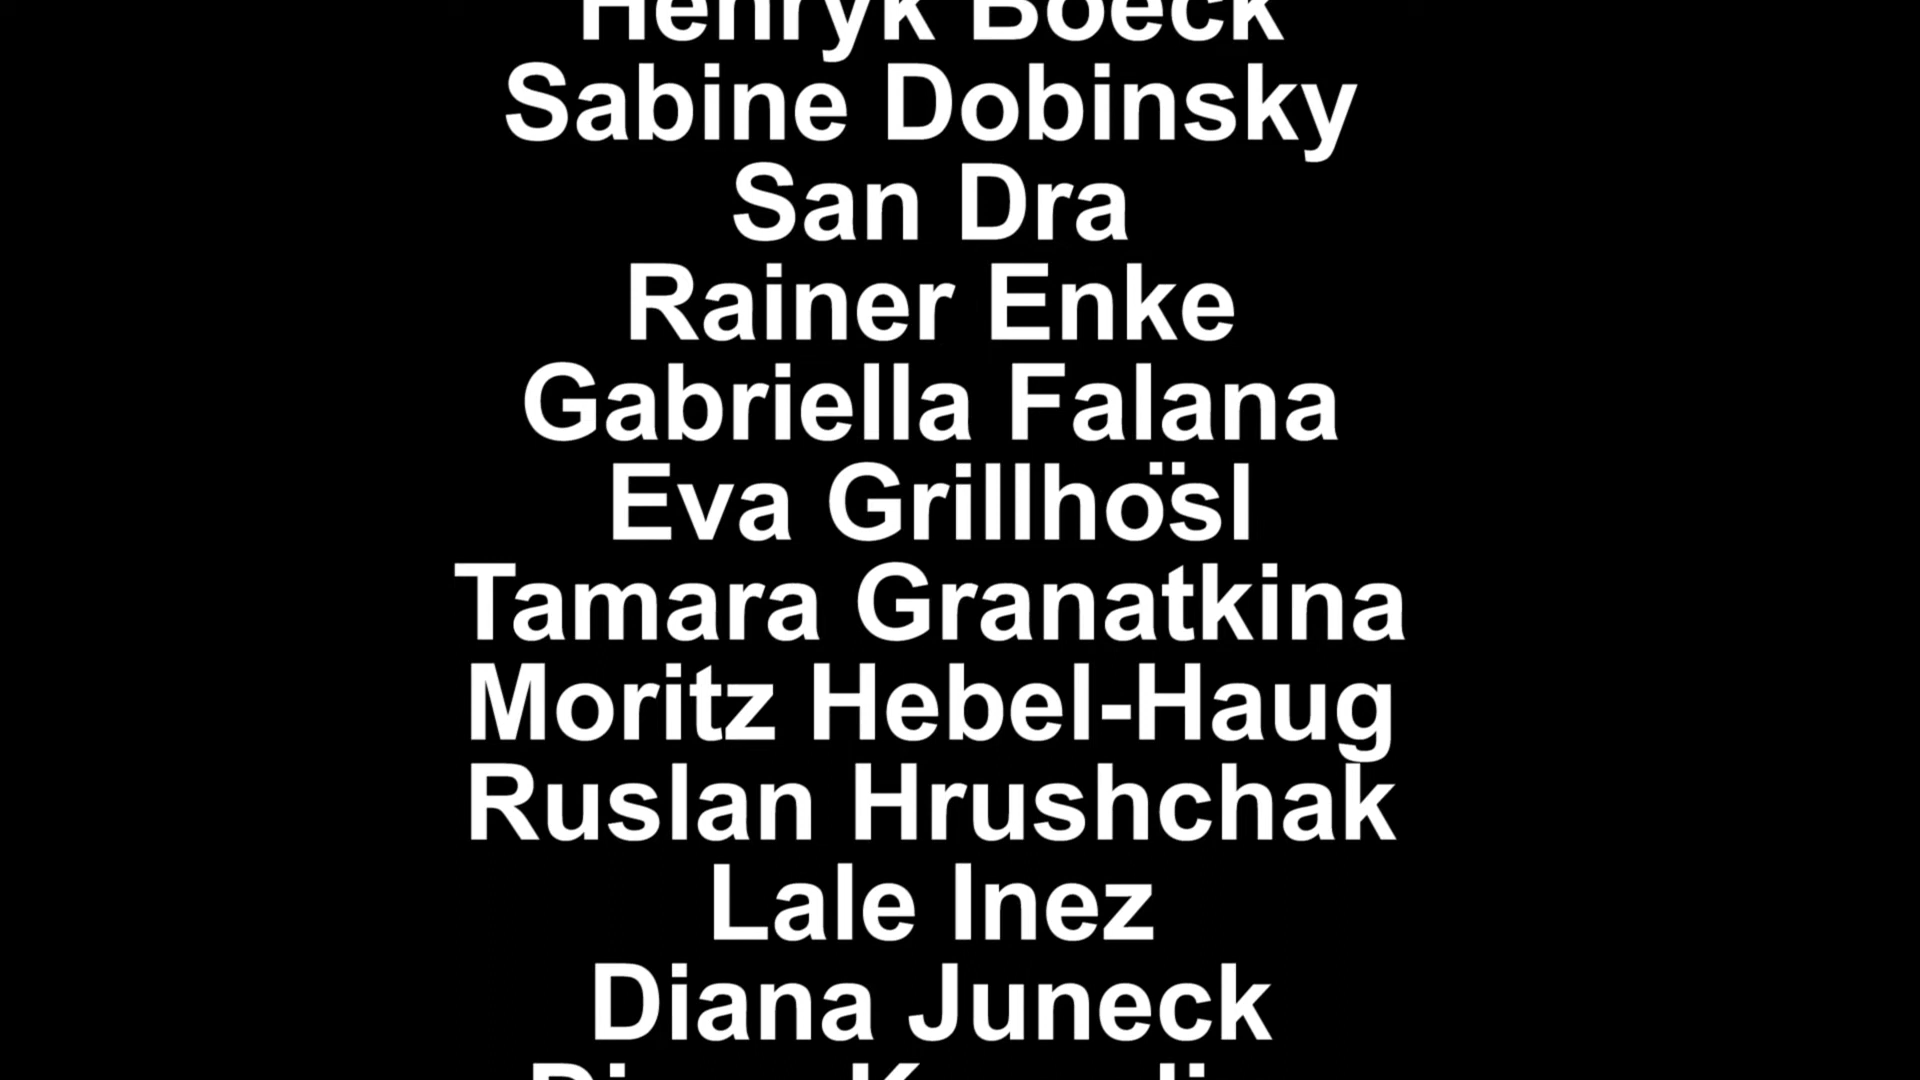 Henryk Boeck
Sabine Dobinsky
San Dra
Rainer Enke
Gabriella Falana
Eva Grillhösl
Tamara Granatkina
Moritz Hebel-Haug
Ruslan Hrushchak
Lale Inez
Diana Juneck